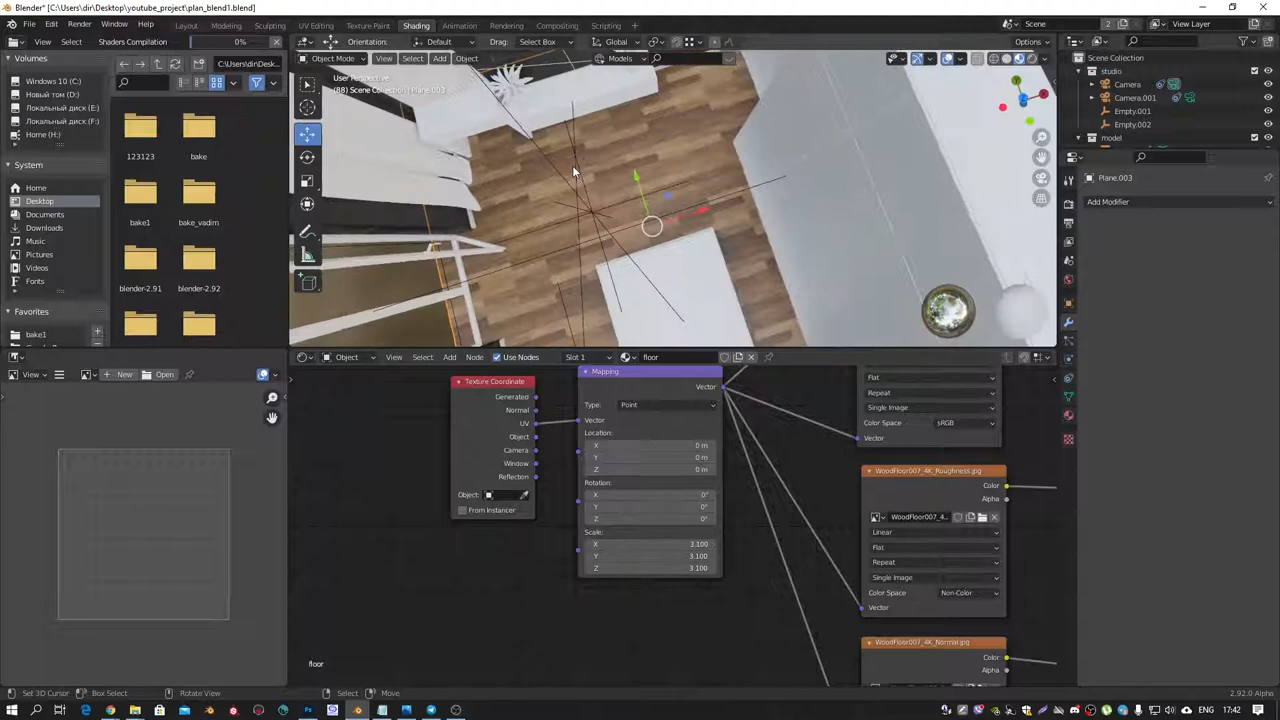 Blender* [C:\Users\dir\Desktop\youtube_project\plan_blend1.blend]
File Edit Render Window Help Layout Modeling Sculpting UV Editing Texture Paint Shading Animation Rendering Compositing Scripting Scene 2 View Layer
View Select Shaders Compilation 0% Orientation: Default Drag: Select Box Global Options
Volumes
Windows 10 (C:)
Новый том (D:)
Локальный диск (E:)
Локальный диск (F:)
Home (H:)
System
Home
Desktop
Documents
Downloads
Music
Pictures
Videos
Fonts
Favorites
bake1
C:\Users\dir\Desk...
123123 bake
bake1 bake_vadim
blender-2.91 blender-2.92
Object Mode View Select Add Object Models
User Perspective
(88) Scene Collection | Plane.003
Scene Collection
studio
Camera
Camera.001
Empty.001
Empty.002
model
Plane.003
Add Modifier
View New Open
Object View Select Add Node Use Nodes Slot 1 floor
Texture Coordinate
Generated
Normal
UV
Object
Camera
Window
Reflection
Object:
From Instancer
Mapping
Vector
Type: Point
Vector
Location:
X 0 m
Y 0 m
Z 0 m
Rotation:
X 0°
Y 0°
Z 0°
Scale:
X 3.100
Y 3.100
Z 3.100
Flat
Repeat
Single Image
Color Space sRGB
Vector
WoodFloor007_4K_Roughness.jpg
Color
Alpha
WoodFloor007_4...
Linear
Flat
Repeat
Single Image
Color Space Non-Color
Vector
WoodFloor007_4K_Normal.jpg
Color
Alpha
floor
Set 3D Cursor Box Select Rotate View Select Move 2.92.0 Alpha
ENG 17:42